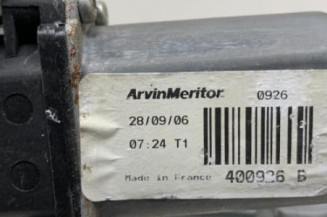 ArvinMeritor 0926
28/09/06
07:24 T1
Made in France 400926 B